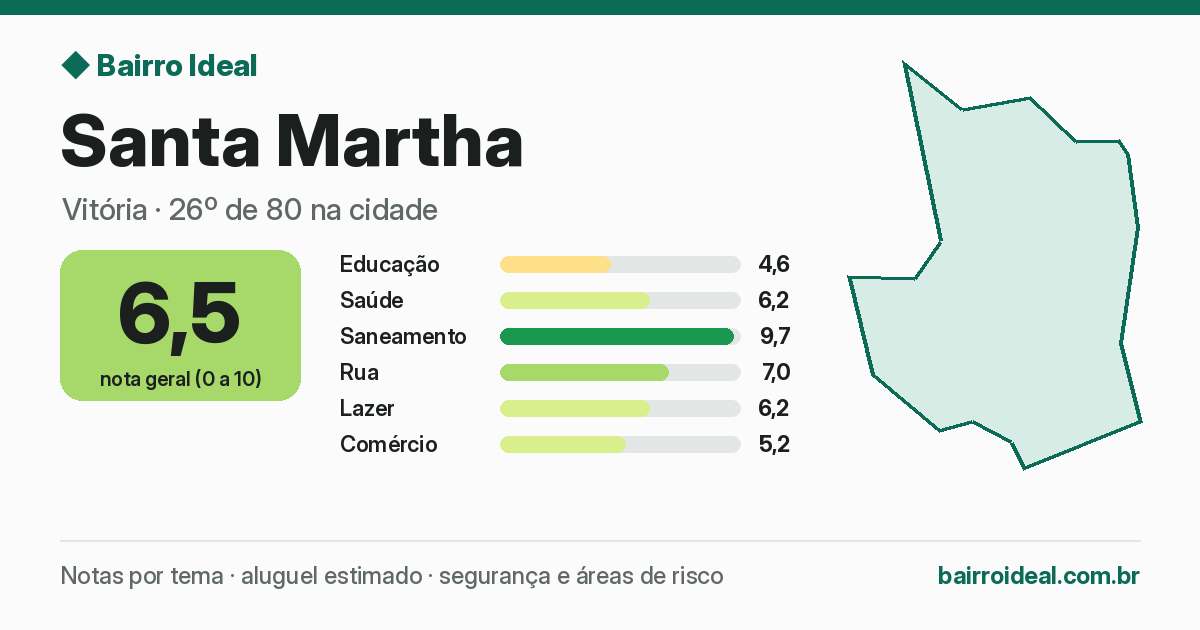 Bairro Ideal
Santa Martha
Vitória · 26º de 80 na cidade
6,5
nota geral (0 a 10)
Educação 4,6
Saúde 6,2
Saneamento 9,7
Rua 7,0
Lazer 6,2
Comércio 5,2
Notas por tema · aluguel estimado · segurança e áreas de risco
bairroideal.com.br